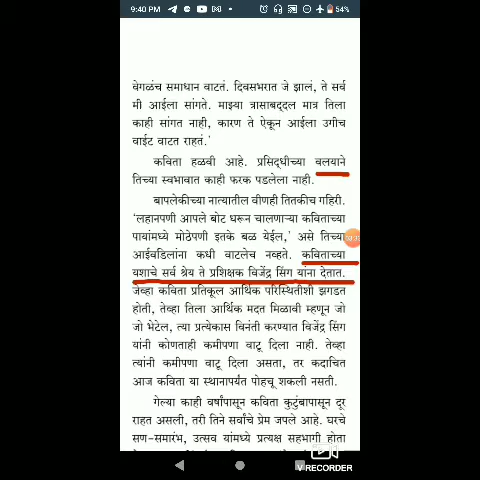 9:40 PM
54%
वेगळंच समाधान वाटतं. दिवसभरात जे झालं, ते सर्व
मी आईला सांगते. माझ्या त्रासाबद्दल मात्र तिला
काही सांगत नाही, कारण ते ऐकून आईला उगीच
वाईट वाटत राहतं.'
कविता हळवी आहे. प्रसिद्धीच्या वलयाने
तिच्या स्वभावात काही फरक पडलेला नाही.
बापलेकीच्या नात्यातील वीणही तितकीच गहिरी.
'लहानपणी आपले बोट धरून चालणाऱ्या कविताच्या
पायांमध्ये मोठेपणी इतके बळ येईल,' असे तिच्या
आईवडिलांना कधी वाटलेच नव्हते. कविताच्या
यशाचे सर्व श्रेय ते प्रशिक्षक विजेंद्र सिंग यांना देतात.
जेव्हा कविता प्रतिकूल आर्थिक परिस्थितीशी झगडत
होती, तेव्हा तिला आर्थिक मदत मिळावी म्हणून जो
जो भेटेल, त्या प्रत्येकास विनंती करण्यात विजेंद्र सिंग
यांनी कोणताही कमीपणा वाटू दिला नाही. तेव्हा
त्यांनी कमीपणा वाटू दिला असता, तर कदाचित
आज कविता या स्थानापर्यंत पोहचू शकली नसती.
गेल्या काही वर्षांपासून कविता कुटुंबापासून दूर
राहत असली, तरी तिने सर्वांचे प्रेम जपले आहे. घरचे
सण-समारंभ, उत्सव यांमध्ये प्रत्यक्ष सहभागी होता
V RECORDER